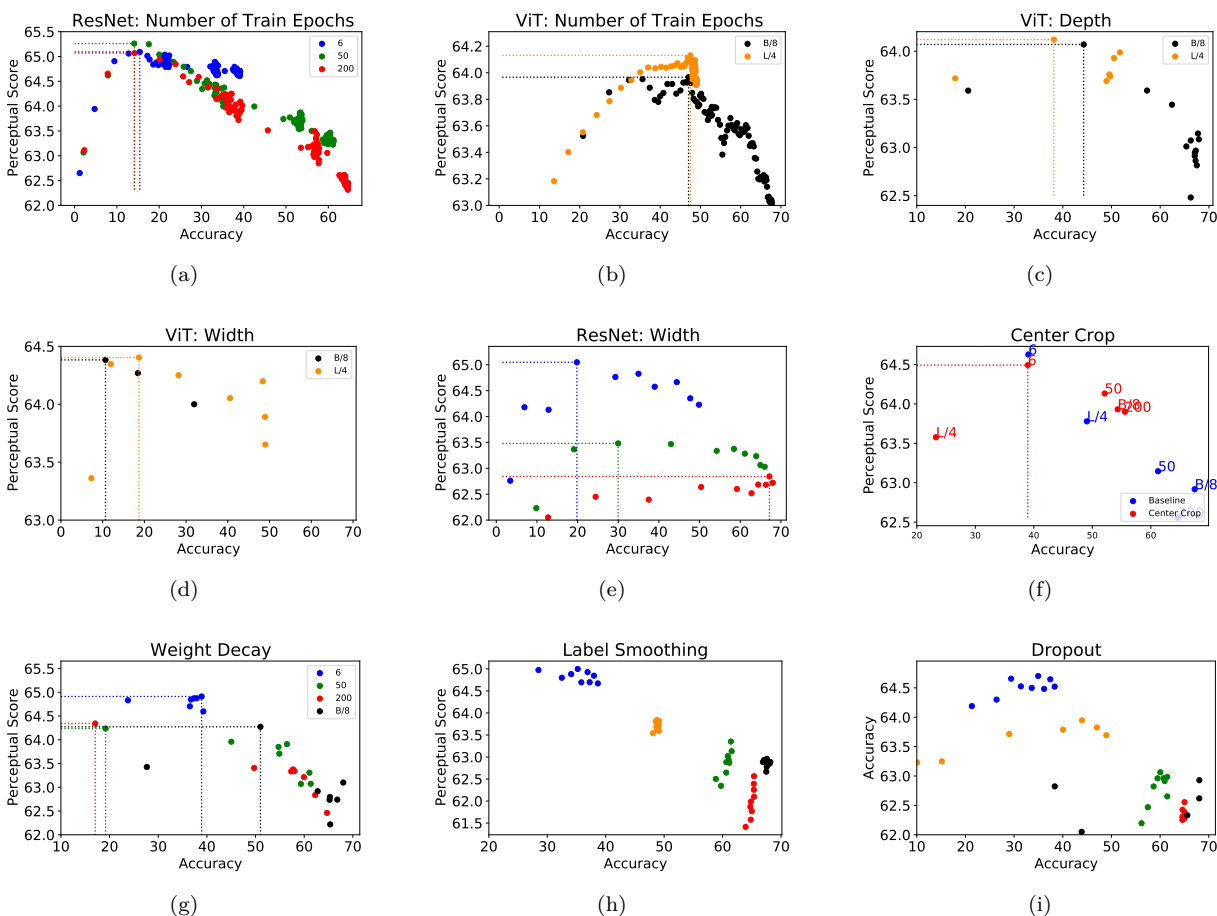 ResNet: Number of Train Epochs
65.5
65.0
64.5
64.0
63.5
63.0
62.5
62.0
Perceptual Score
0 10 20 30 40 50 60
Accuracy
6
50
200
(a)
ViT: Number of Train Epochs
64.2
64.0
63.8
63.6
63.4
63.2
63.0
Perceptual Score
0 10 20 30 40 50 60 70
Accuracy
B/8
L/4
(b)
ViT: Depth
64.0
63.5
63.0
62.5
Perceptual Score
10 20 30 40 50 60 70
Accuracy
B/8
L/4
(c)
ViT: Width
64.5
64.0
63.5
63.0
Perceptual Score
0 10 20 30 40 50 60 70
Accuracy
B/8
L/4
(d)
ResNet: Width
65.5
65.0
64.5
64.0
63.5
63.0
62.5
62.0
Perceptual Score
0 10 20 30 40 50 60 70
Accuracy
(e)
Center Crop
64.5
64.0
63.5
63.0
62.5
Perceptual Score
20 30 40 50 60
Accuracy
6
6
50
B/8
200
L/4
L/4
50
B/8
200
Baseline
Center Crop
(f)
Weight Decay
65.5
65.0
64.5
64.0
63.5
63.0
62.5
62.0
Perceptual Score
10 20 30 40 50 60 70
Accuracy
6
50
200
B/8
(g)
Label Smoothing
65.0
64.5
64.0
63.5
63.0
62.5
62.0
61.5
Perceptual Score
20 30 40 50 60 70
Accuracy
(h)
Dropout
64.5
64.0
63.5
63.0
62.5
62.0
Accuracy
10 20 30 40 50 60 70
Accuracy
(i)